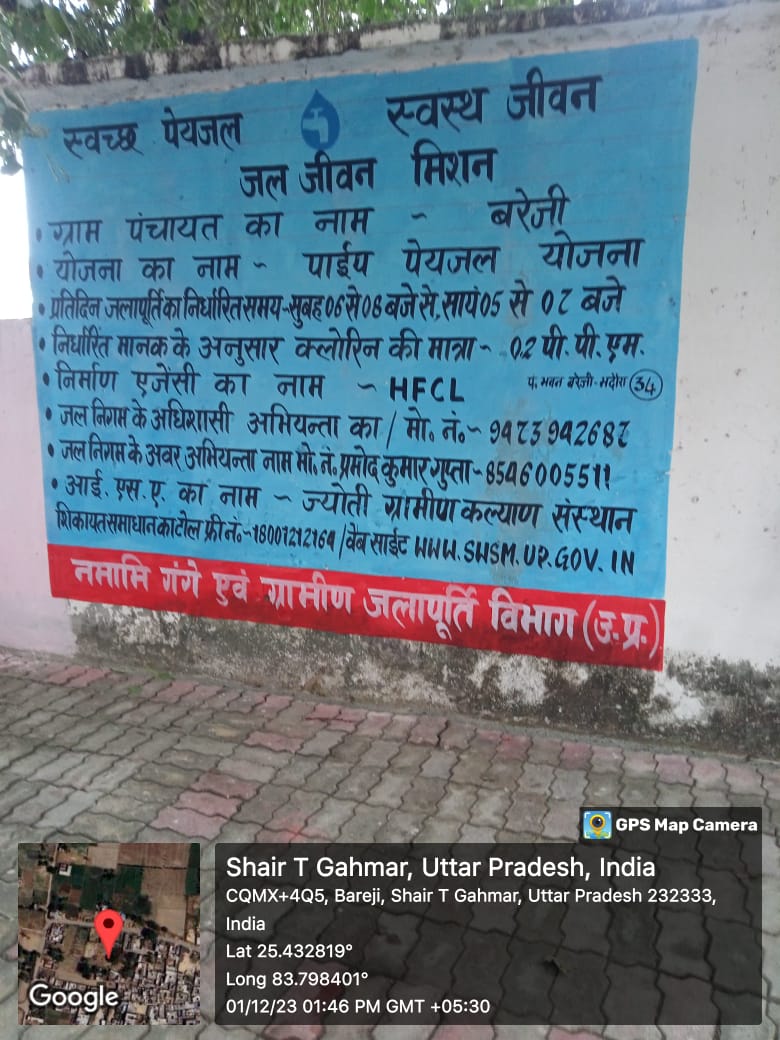 स्वच्छ पेयजल स्वस्थ जीवन
जल जीवन मिशन
• ग्राम पंचायत का नाम - बरेजी
• योजना का नाम - पाईप पेयजल योजना
• प्रतिदिन जलापूर्ति का निर्धारित समय - सुबह 06 से 08 बजे से, सायं 05 से 07 बजे
• निर्धारित मानक के अनुसार क्लोरिन की मात्रा - 0.2 पी. पी. एम.
• निर्माण एजेंसी का नाम - HFCL
पं. भवन बरेजी-भदौरा 34
• जल निगम के अधिशासी अभियन्ता का / मो. नं. - 9473942687
• जल निगम के अवर अभियन्ता नाम मो. नं. प्रमोद कुमार गुप्ता - 8546005511
• आई. एस. ए. का नाम - ज्योती ग्रामीण कल्याण संस्थान
शिकायत समाधान का टोल फ्री नं. - 18001212164 / वेब साईट WWW.SWSM.UP.GOV.IN
नमामि गंगे एवं ग्रामीण जलापूर्ति विभाग (उ.प्र.)
GPS Map Camera
Shair T Gahmar, Uttar Pradesh, India
CQMX+4Q5, Bareji, Shair T Gahmar, Uttar Pradesh 232333,
India
Lat 25.432819°
Long 83.798401°
01/12/23 01:46 PM GMT +05:30
Google